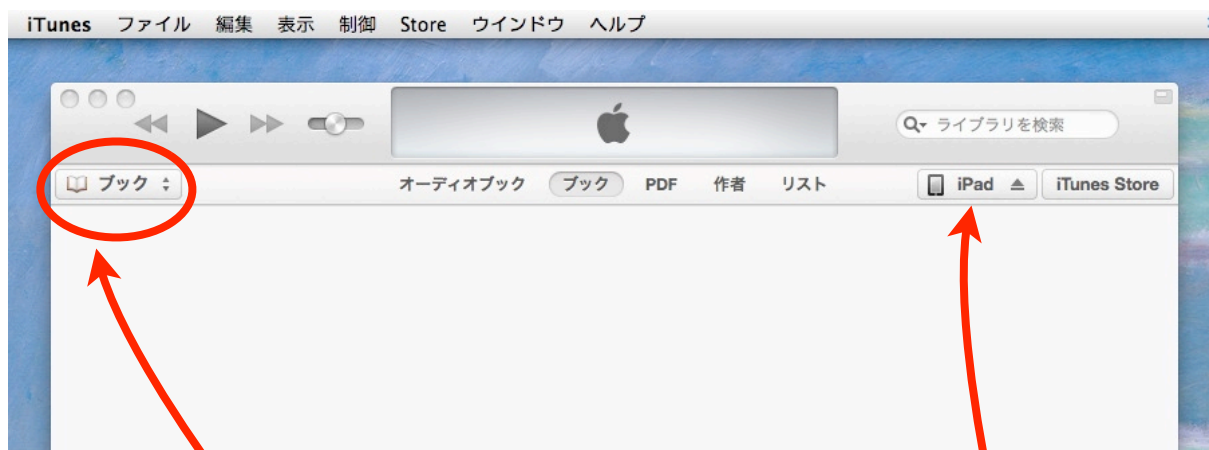 iTunes ファイル 編集 表示 制御 Store ウインドウ ヘルプ
ライブラリを検索
ブック オーディオブック ブック PDF 作者 リスト iPad iTunes Store